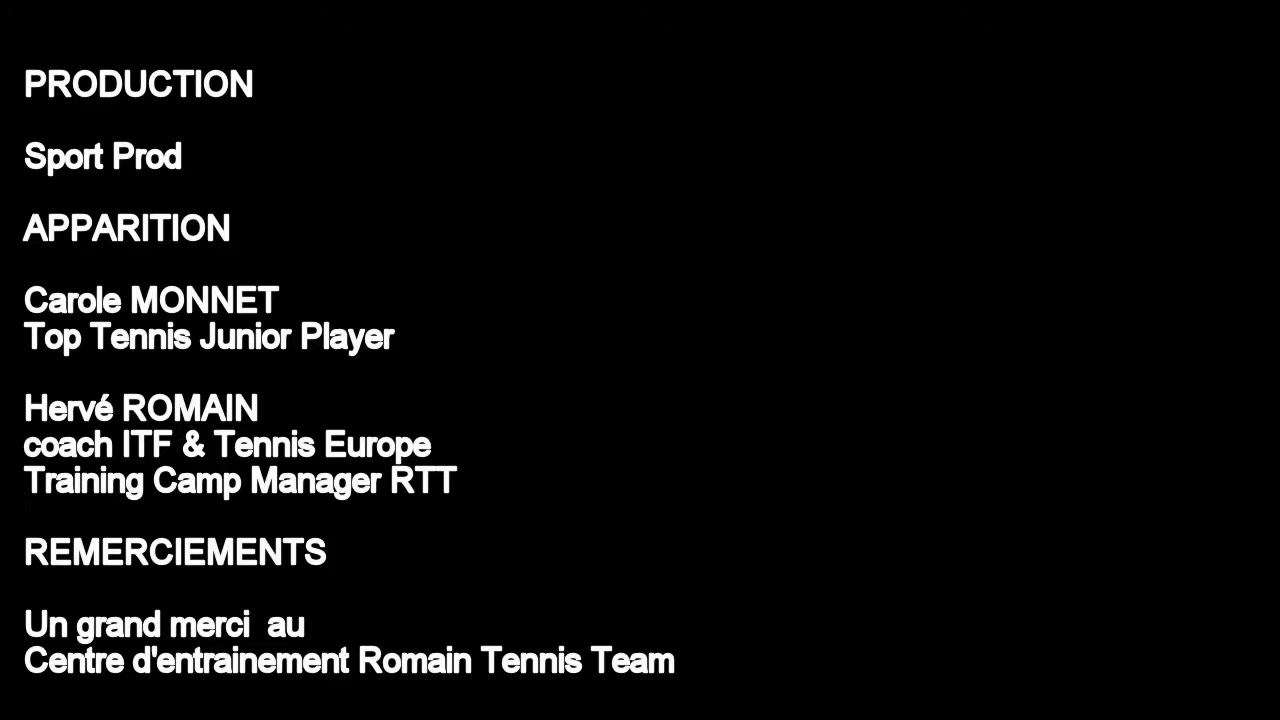 PRODUCTION
Sport Prod
APPARITION
Carole MONNET
Top Tennis Junior Player
Hervé ROMAIN
coach ITF & Tennis Europe
Training Camp Manager RTT
REMERCIEMENTS
Un grand merci  au
Centre d'entrainement Romain Tennis Team